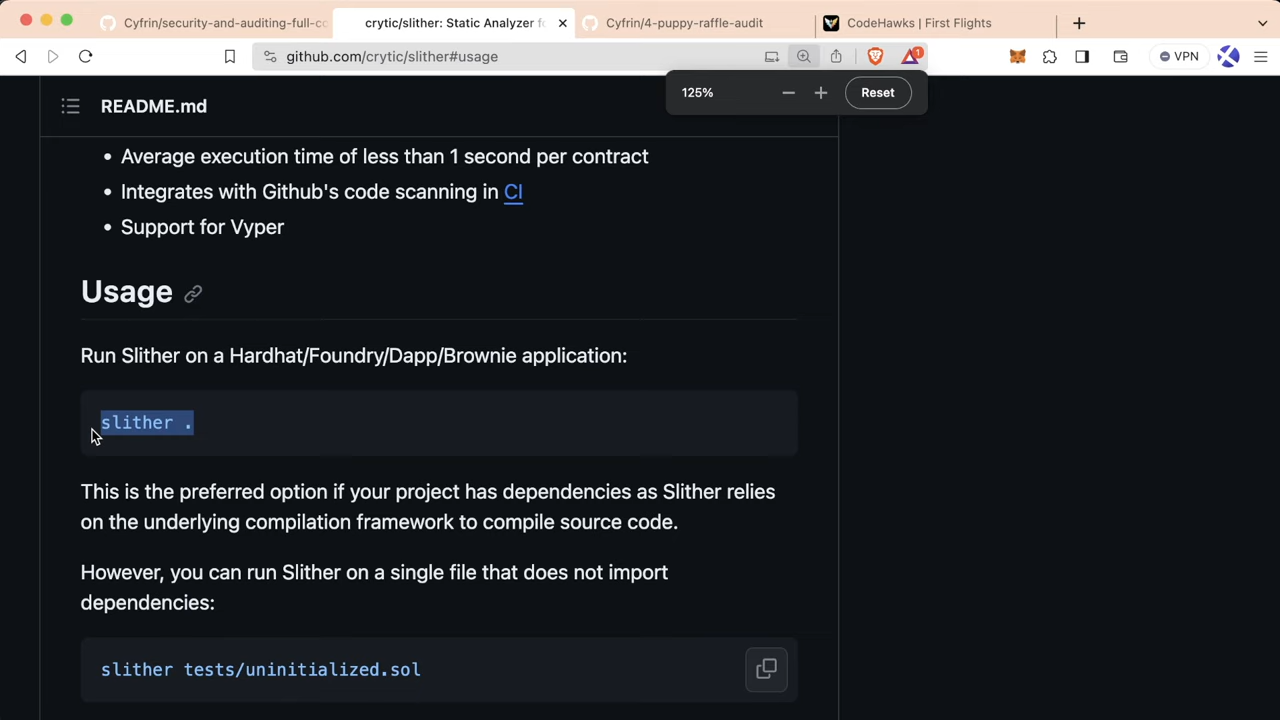 Cyfrin/security-and-auditing-full-cc
crytic/slither: Static Analyzer fo
Cyfrin/4-puppy-raffle-audit
CodeHawks | First Flights
github.com/crytic/slither#usage
1
VPN
125%
Reset
README.md
• Average execution time of less than 1 second per contract
• Integrates with Github's code scanning in CI
• Support for Vyper
Usage
Run Slither on a Hardhat/Foundry/Dapp/Brownie application:
slither .
This is the preferred option if your project has dependencies as Slither relies
on the underlying compilation framework to compile source code.
However, you can run Slither on a single file that does not import
dependencies:
slither tests/uninitialized.sol